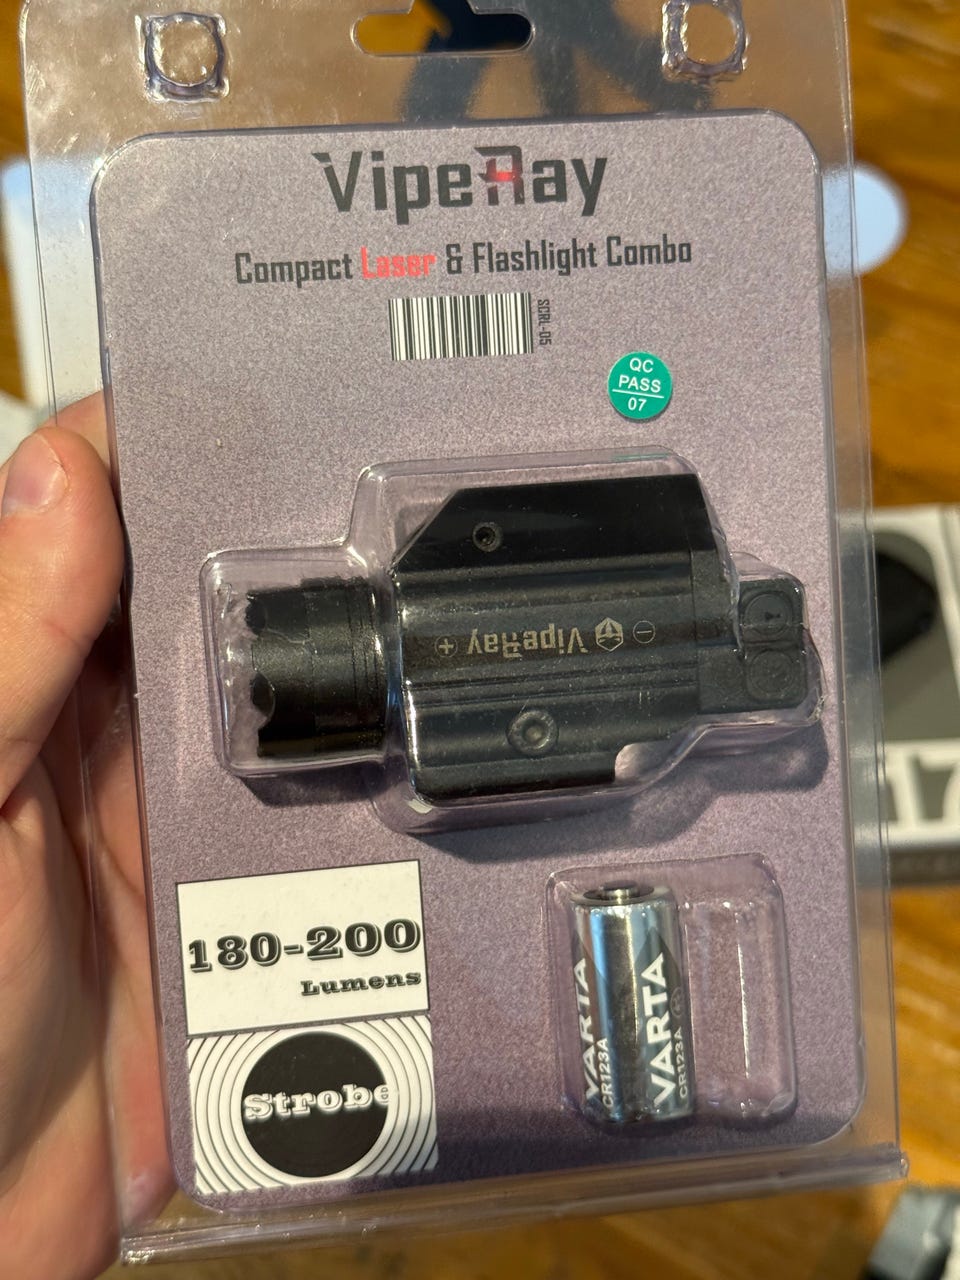 VipeRay
Compact Laser & Flashlight Combo
SCRL-05
QC
PASS
07
+ VipeRay -
180-200
Lumens
Strobe
VARTA
CR123A
VARTA
CR123A
17